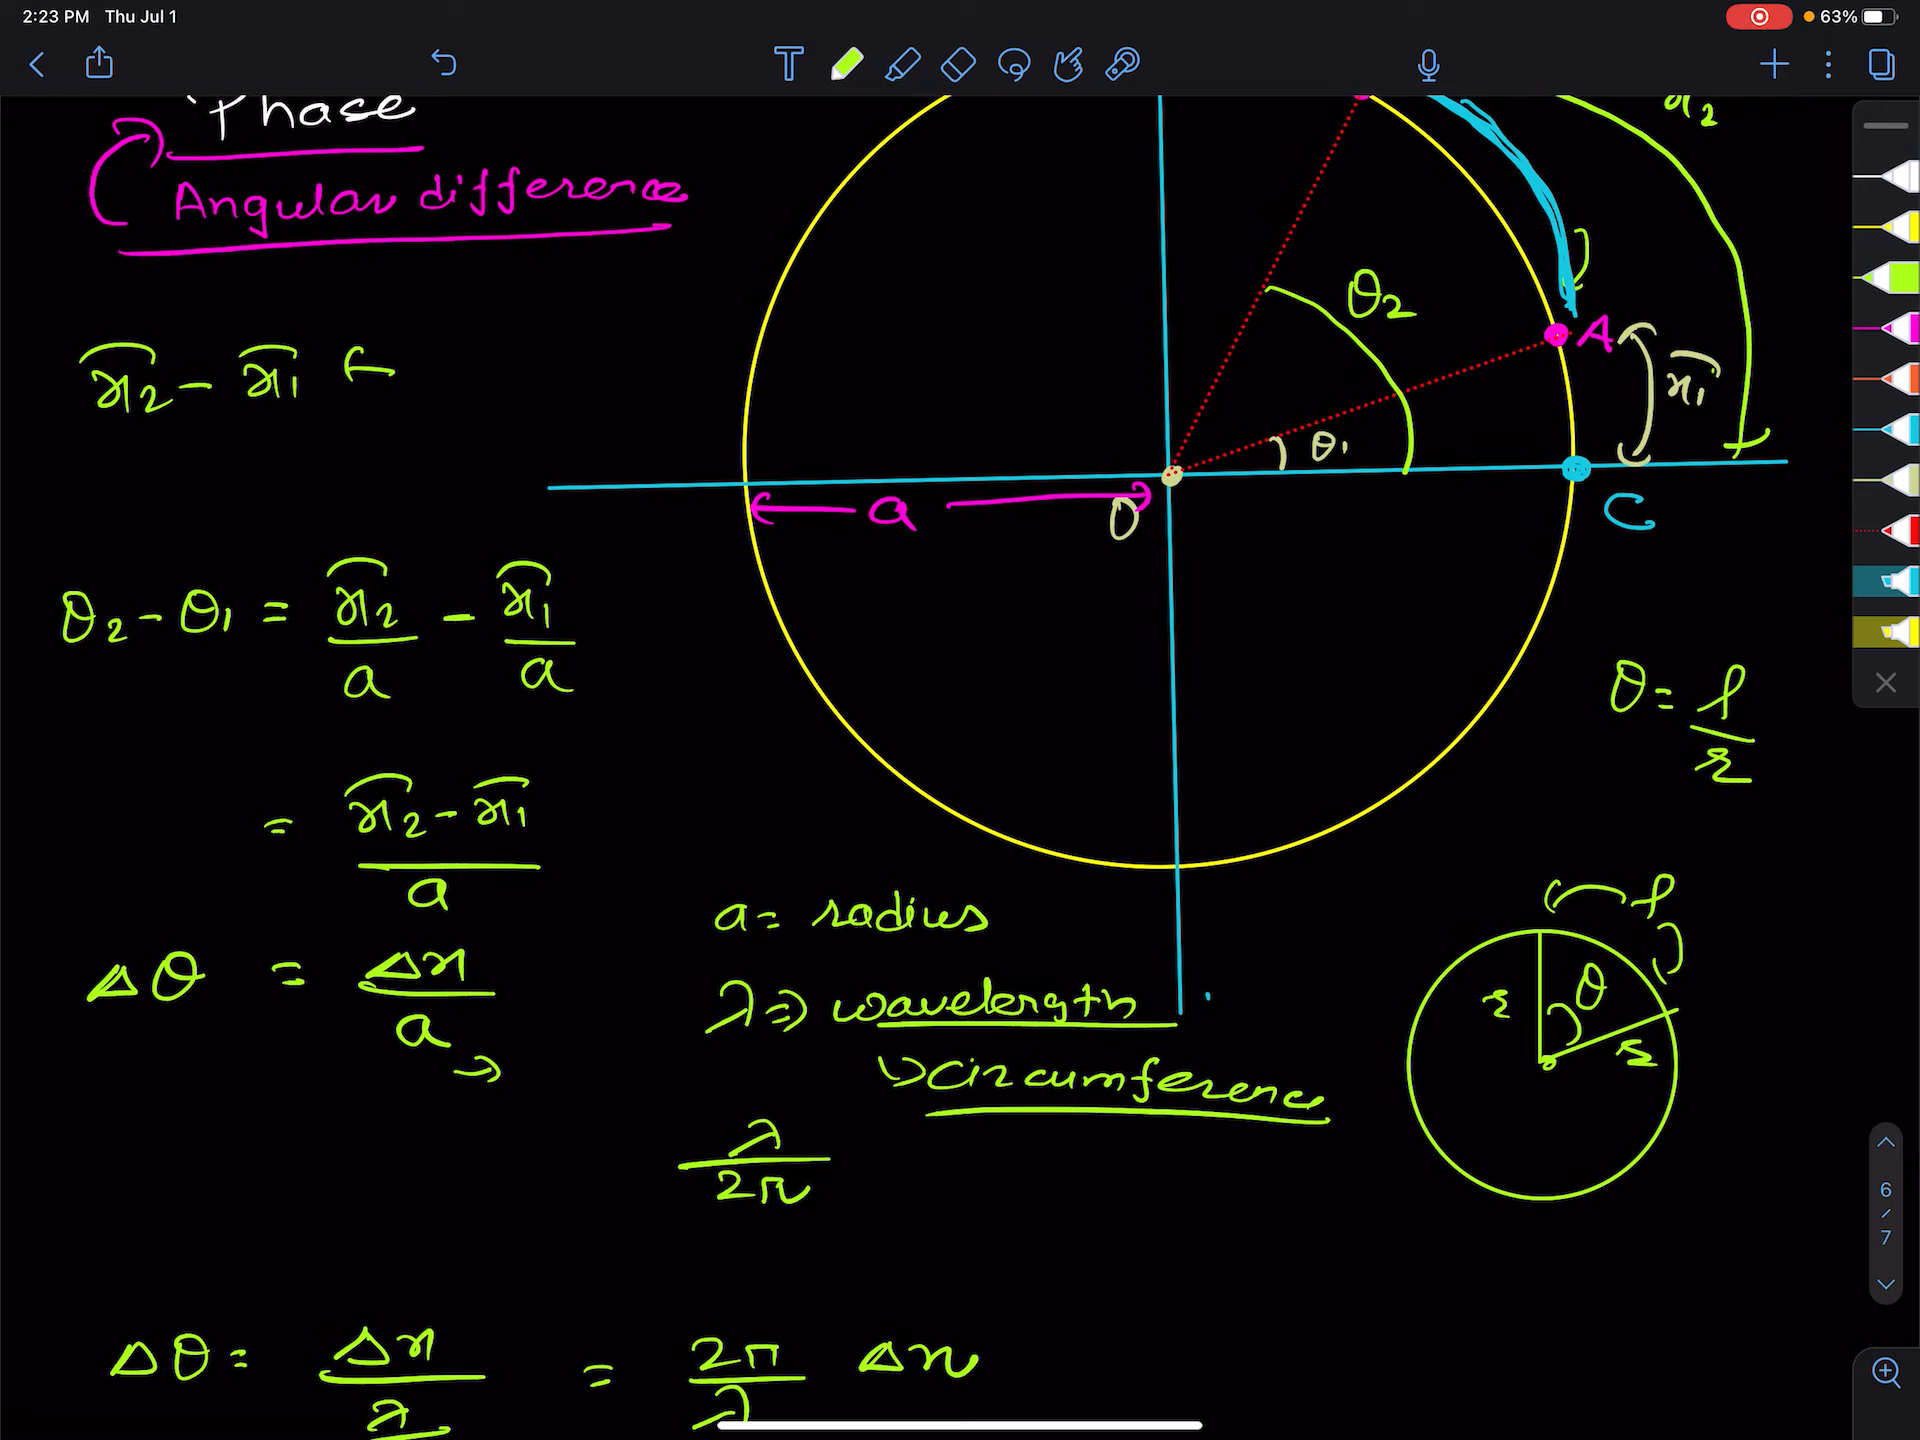 2:23 PM Thu Jul 1
63%
Phase
Angular difference
x₂
x₂ - x₁ ←
θ₂
A
x₁
θ₁
a
O
C
θ₂ - θ₁ = x₂/a - x₁/a
θ = l/r
= x₂ - x₁ / a
a = radius
Δθ = Δx/a →
λ ⇒ wavelength
↳ circumference
λ/2π
l
θ
r
r
Δθ = Δx/λ = 2π/λ Δx
6
/
7